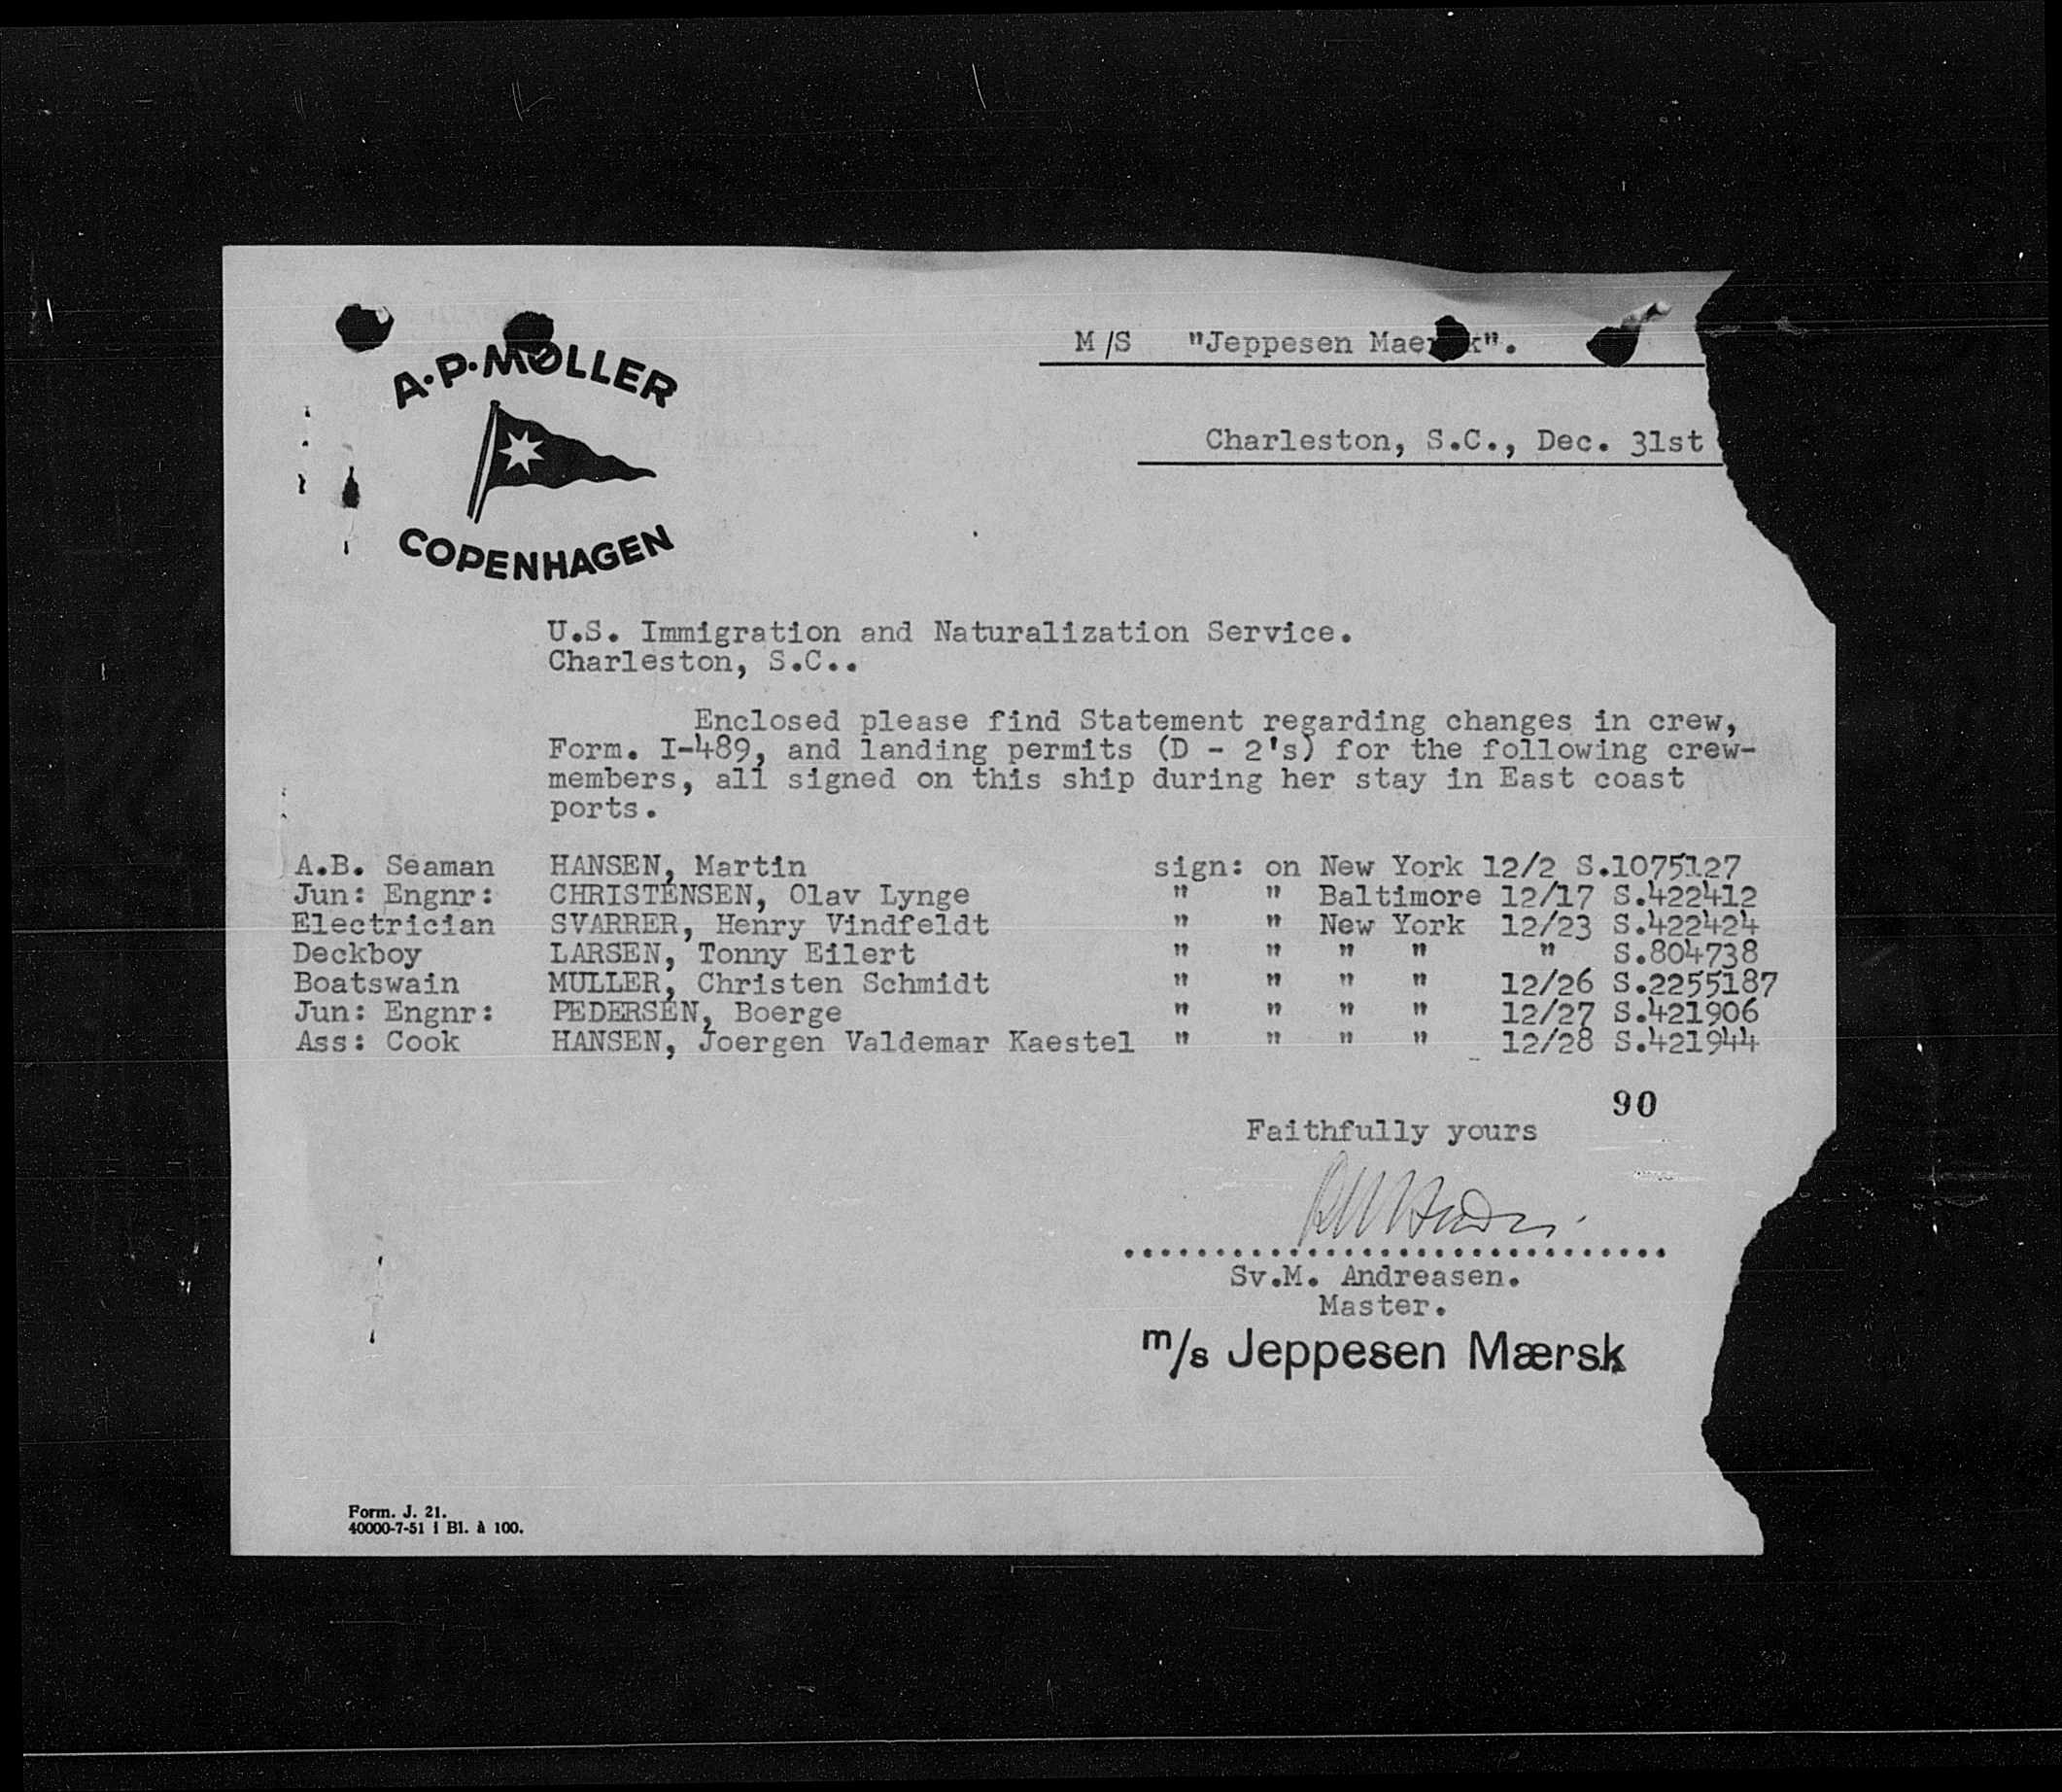 A·P·MØLLER
COPENHAGEN
M/S "Jeppesen Maersk".
Charleston, S.C., Dec. 31st
U.S. Immigration and Naturalization Service.
Charleston, S.C..
Enclosed please find Statement regarding changes in crew,
Form. I-489, and landing permits (D - 2's) for the following crew-
members, all signed on this ship during her stay in East coast
ports.
A.B. Seaman HANSEN, Martin sign: on New York 12/2 S.1075127
Jun: Engnr: CHRISTENSEN, Olav Lynge " " Baltimore 12/17 S.422412
Electrician SVARRER, Henry Vindfeldt " " New York 12/23 S.422424
Deckboy LARSEN, Tonny Eilert " " " " " S.804738
Boatswain MULLER, Christen Schmidt " " " " 12/26 S.2255187
Jun: Engnr: PEDERSEN, Boerge " " " " 12/27 S.421906
Ass: Cook HANSEN, Joergen Valdemar Kaestel " " " " 12/28 S.421944
90
Faithfully yours
Sv.M. Andreasen.
Master.
m/s Jeppesen Mærsk
Form. J. 21.
40000-7-51 i Bl. à 100.